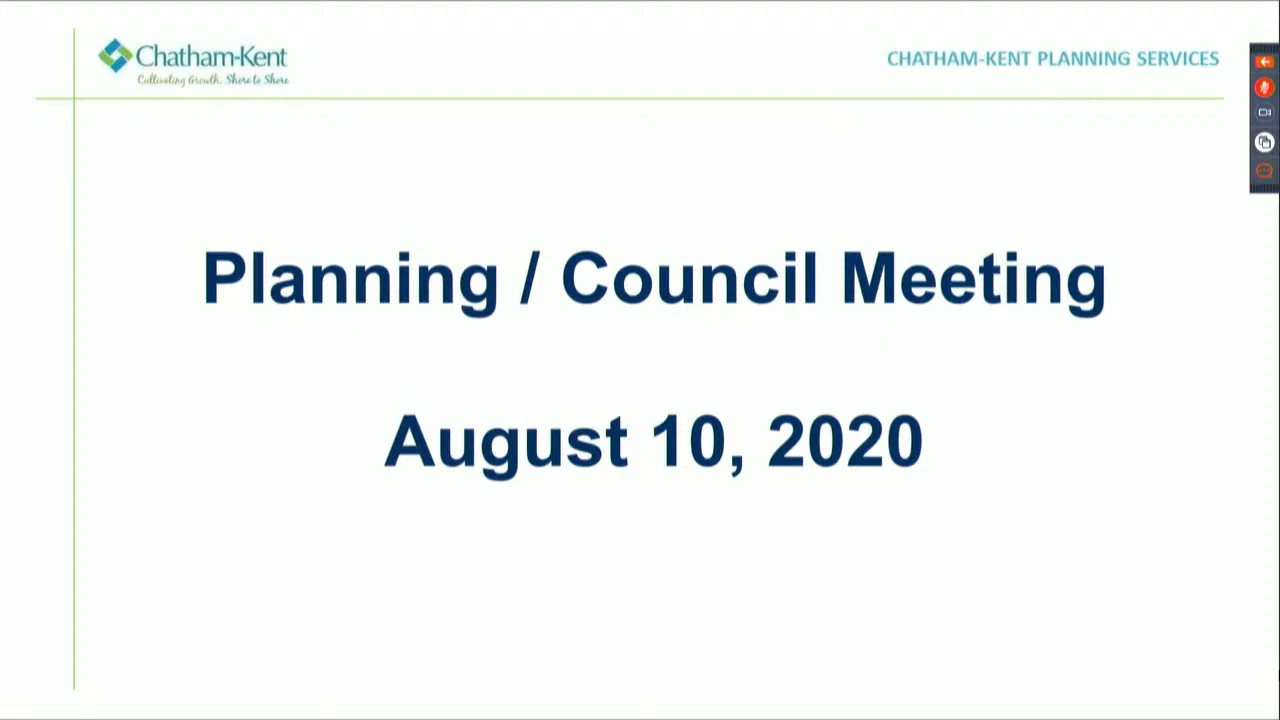 Chatham-Kent
Cultivating Growth. Shore to Shore
CHATHAM-KENT PLANNING SERVICES
Planning / Council Meeting
August 10, 2020